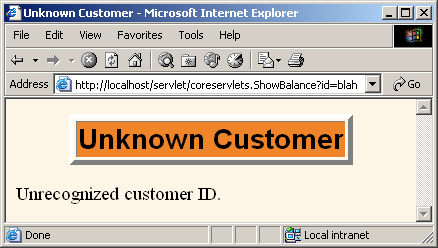 Unknown Customer - Microsoft Internet Explorer
File Edit View Favorites Tools Help
Address http://localhost/servlet/coreservlets.ShowBalance?id=blah Go
Unknown Customer
Unrecognized customer ID.
Done Local intranet